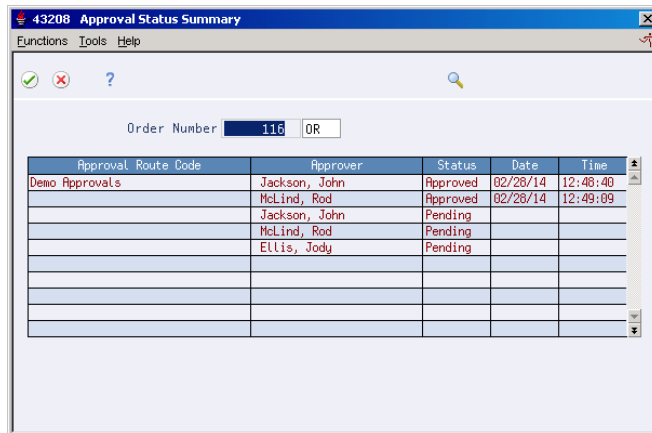 43208 Approval Status Summary
Functions Tools Help
?
Order Number 116 OR
Approval Route Code Approver Status Date Time
Demo Approvals Jackson, John Approved 02/28/14 12:48:40
McLind, Rod Approved 02/28/14 12:49:09
Jackson, John Pending
McLind, Rod Pending
Ellis, Jody Pending